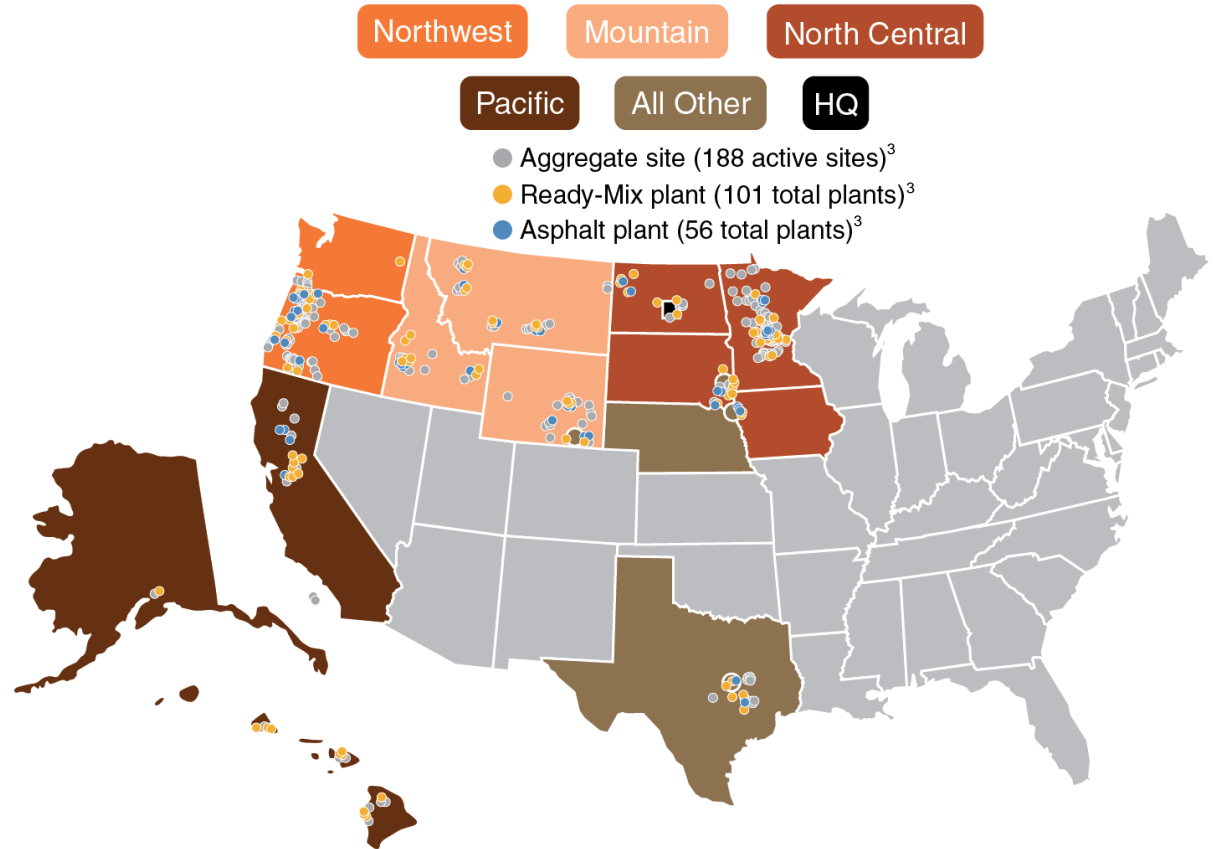 Northwest Mountain North Central
Pacific All Other HQ
Aggregate site (188 active sites)³
Ready-Mix plant (101 total plants)³
Asphalt plant (56 total plants)³